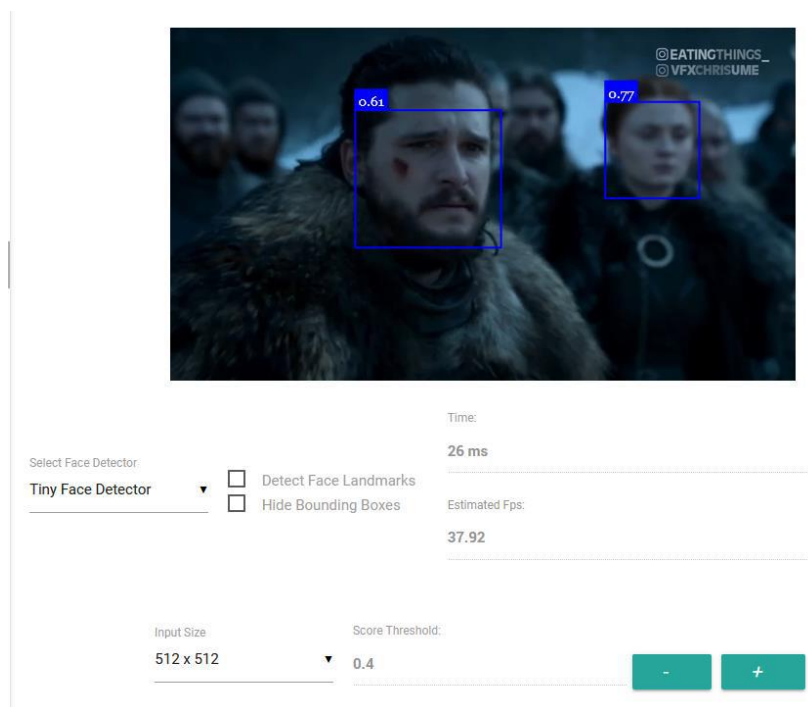 EATINGTHINGS_
VFXCHRISUME
0.61
0.77
Time:
26 ms
Select Face Detector
Tiny Face Detector
Detect Face Landmarks
Hide Bounding Boxes
Estimated Fps:
37.92
Input Size
512 x 512
Score Threshold:
0.4
-
+